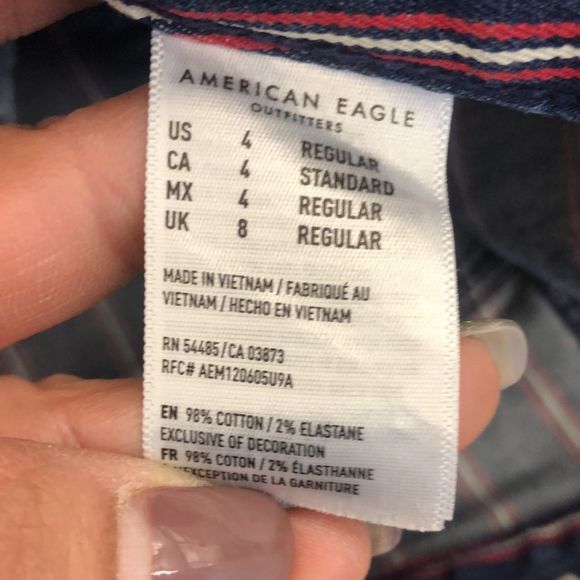 AMERICAN EAGLE
OUTFITTERS
US 4 REGULAR
CA 4 STANDARD
MX 4 REGULAR
UK 8 REGULAR
MADE IN VIETNAM / FABRIQUÉ AU
VIETNAM / HECHO EN VIETNAM
RN 54485/CA 03873
RFC# AEM120605U9A
EN 98% COTTON / 2% ELASTANE
EXCLUSIVE OF DECORATION
FR 98% COTON / 2% ÉLASTHANNE
L'EXCEPTION DE LA GARNITURE